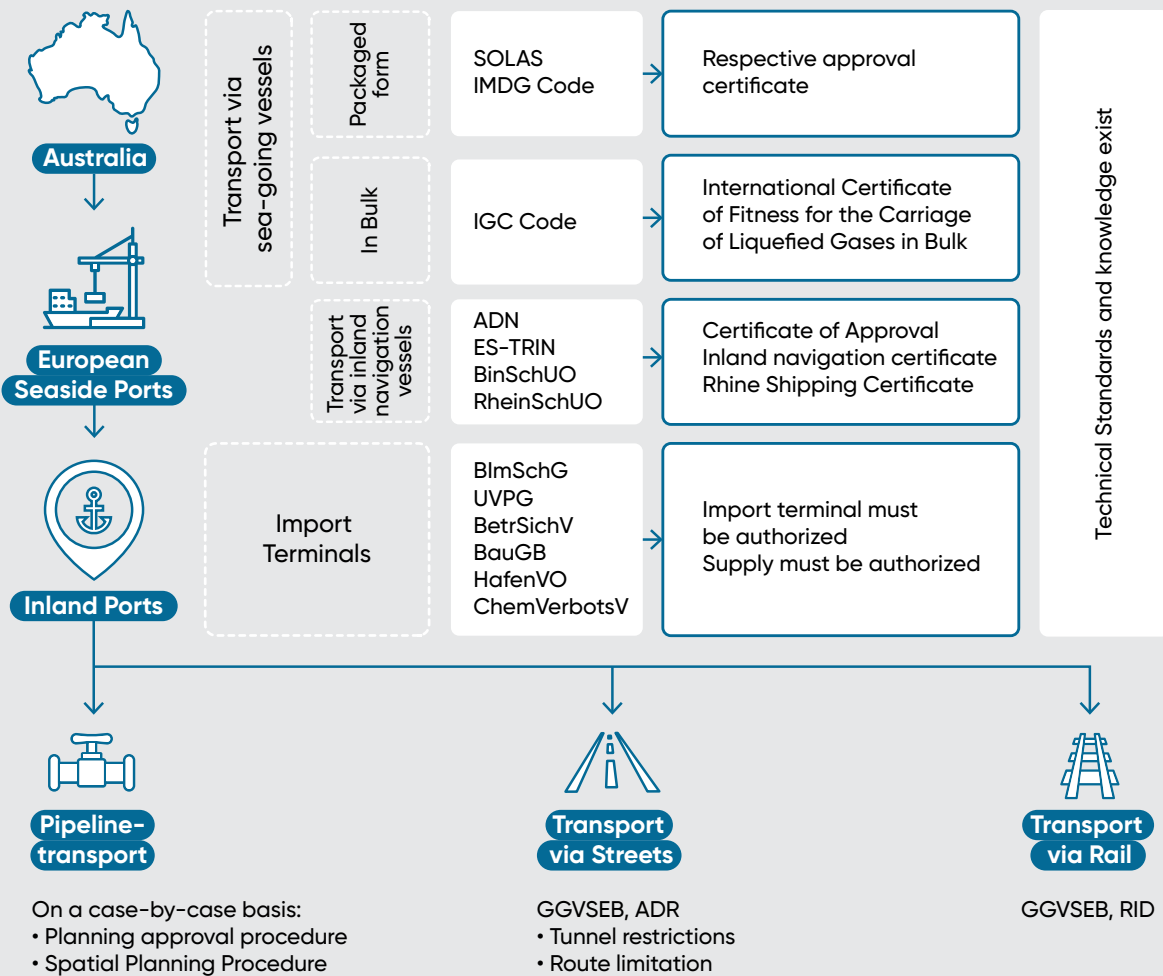 Australia
European
Seaside Ports
Inland Ports
Transport via
sea-going vessels
Packaged
form
SOLAS
IMDG Code
Respective approval
certificate
In Bulk
IGC Code
International Certificate
of Fitness for the Carriage
of Liquefied Gases in Bulk
Transport
via inland
navigation
vessels
ADN
ES-TRIN
BinSchUO
RheinSchUO
Certificate of Approval
Inland navigation certificate
Rhine Shipping Certificate
Import
Terminals
BImSchG
UVPG
BetrSichV
BauGB
HafenVO
ChemVerbotsV
Import terminal must
be authorized
Supply must be authorized
Technical Standards and knowledge exist
Pipeline-
transport
On a case-by-case basis:
• Planning approval procedure
• Spatial Planning Procedure
Transport
via Streets
GGVSEB, ADR
• Tunnel restrictions
• Route limitation
Transport
via Rail
GGVSEB, RID